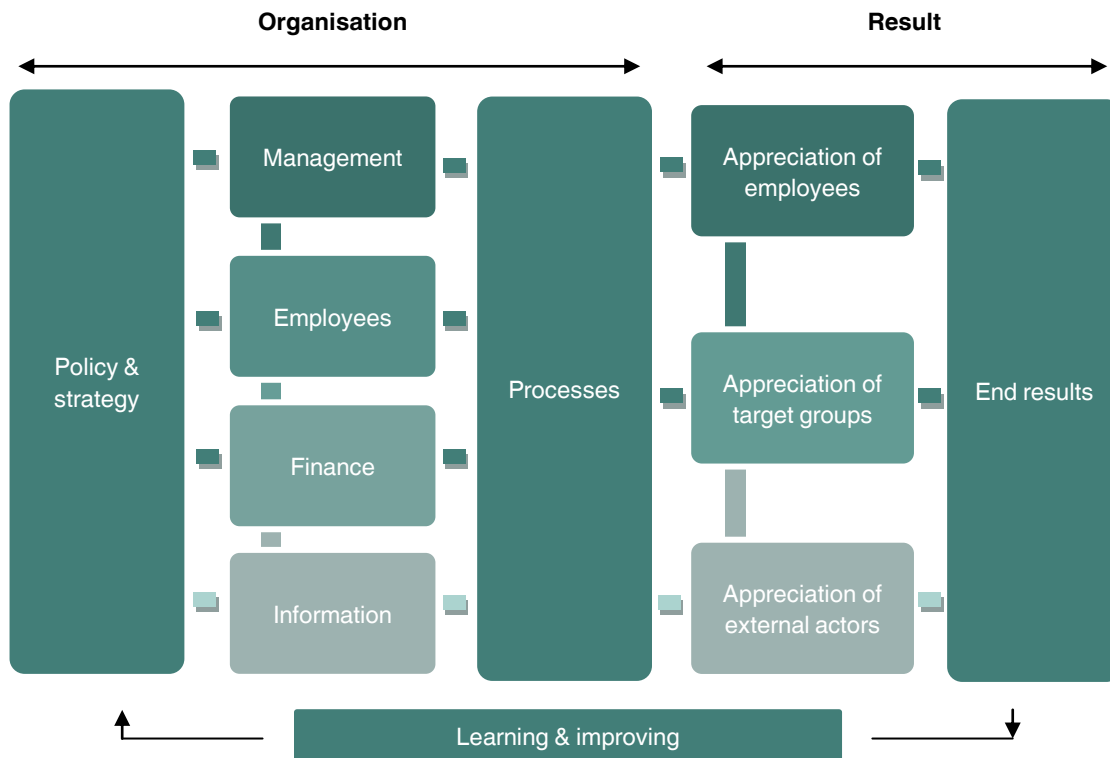 Organisation
Result
Policy &
strategy
Management
Employees
Finance
Information
Processes
Appreciation of
employees
Appreciation of
target groups
Appreciation of
external actors
End results
Learning & improving